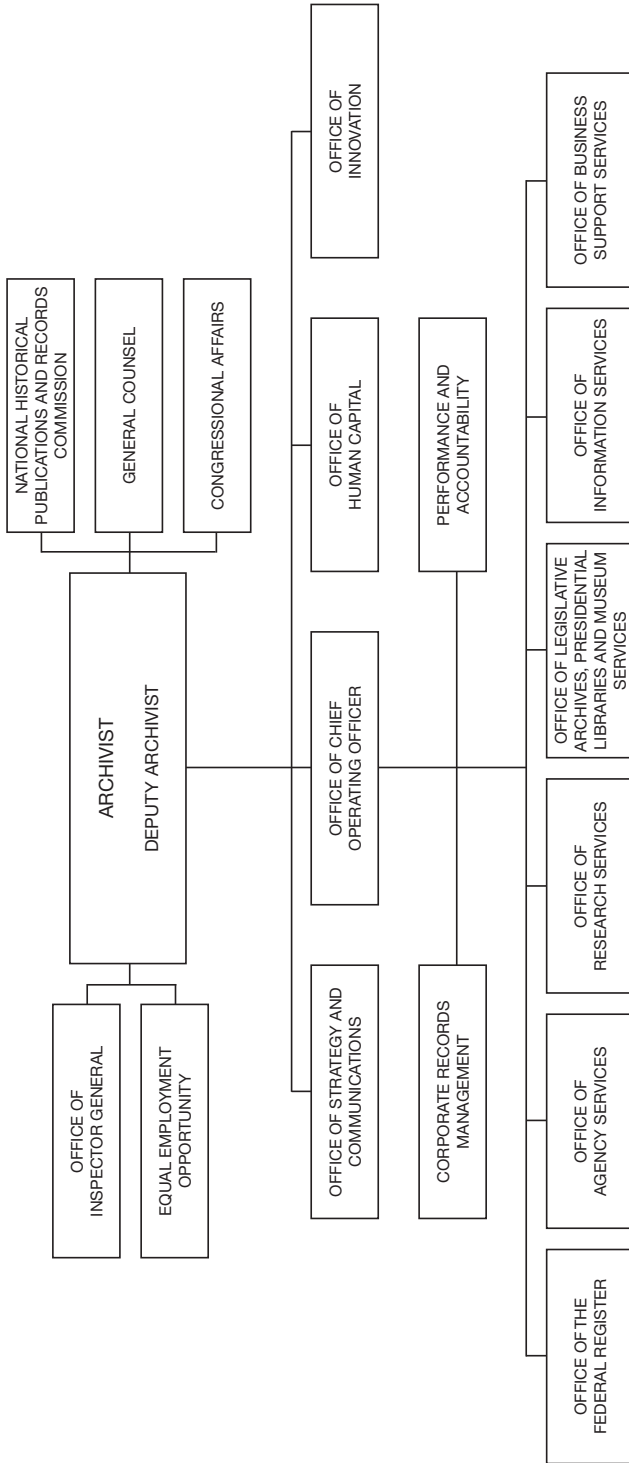 OFFICE OF
INSPECTOR GENERAL
EQUAL EMPLOYMENT
OPPORTUNITY
ARCHIVIST
DEPUTY ARCHIVIST
NATIONAL HISTORICAL
PUBLICATIONS AND RECORDS
COMMISSION
GENERAL COUNSEL
CONGRESSIONAL AFFAIRS
OFFICE OF STRATEGY AND
COMMUNICATIONS
OFFICE OF CHIEF
OPERATING OFFICER
OFFICE OF
HUMAN CAPITAL
OFFICE OF
INNOVATION
CORPORATE RECORDS
MANAGEMENT
PERFORMANCE AND
ACCOUNTABILITY
OFFICE OF THE
FEDERAL REGISTER
OFFICE OF
AGENCY SERVICES
OFFICE OF
RESEARCH SERVICES
OFFICE OF LEGISLATIVE
ARCHIVES, PRESIDENTIAL
LIBRARIES AND MUSEUM
SERVICES
OFFICE OF
INFORMATION SERVICES
OFFICE OF BUSINESS
SUPPORT SERVICES